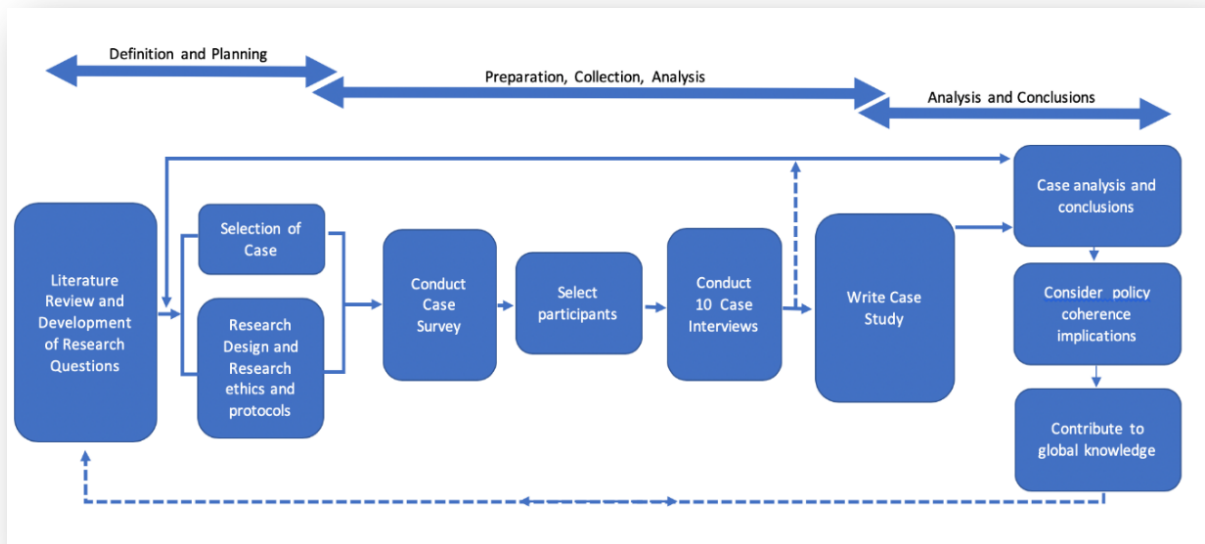 Definition and Planning
Preparation, Collection, Analysis
Analysis and Conclusions
Literature
Review and
Development
of Research
Questions
Selection of
Case
Research
Design and
Research
ethics and
protocols
Conduct
Case
Survey
Select
participants
Conduct
10 Case
Interviews
Write Case
Study
Case analysis and
conclusions
Consider policy
coherence
implications
Contribute to
global knowledge